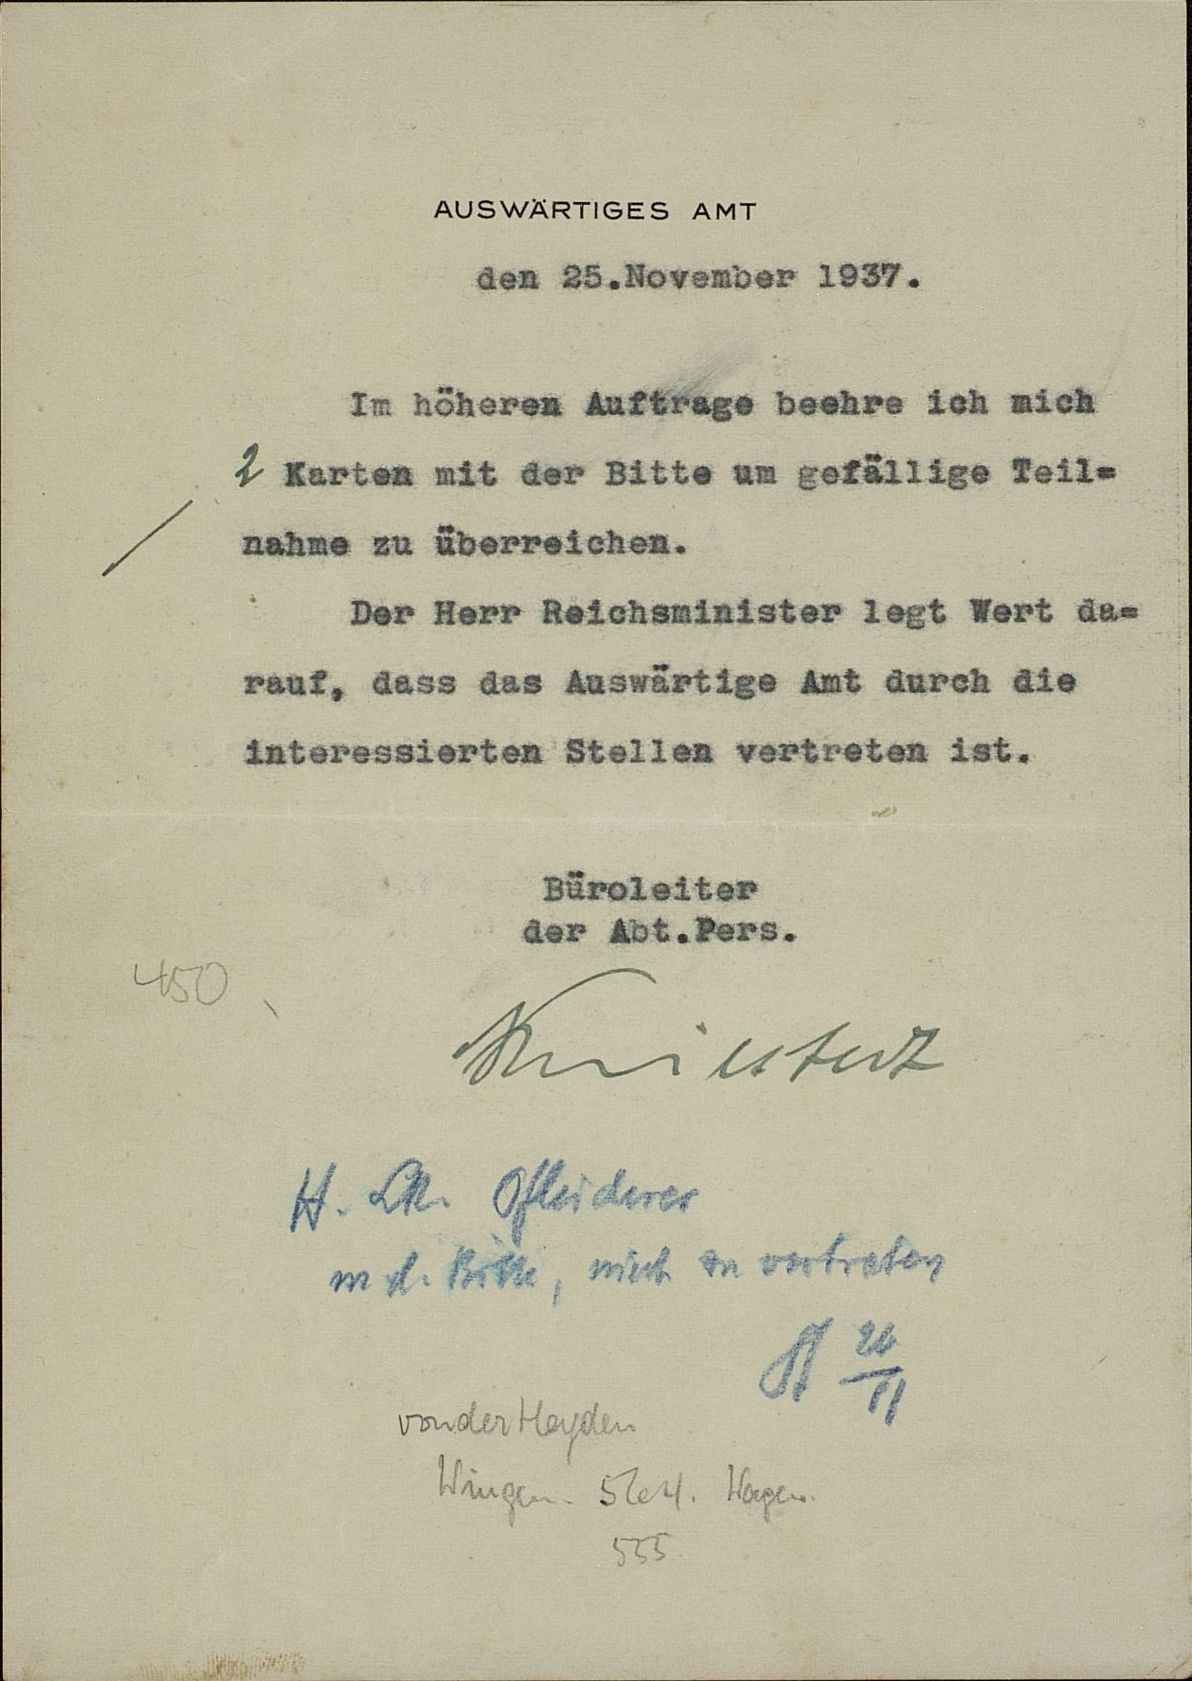 AUSWÄRTIGES AMT
den 25.November 1937.
Im höheren Auftrage beehre ich mich
2 Karten mit der Bitte um gefällige Teil=
nahme zu überreichen.
Der Herr Reichsminister legt Wert da=
rauf, dass das Auswärtige Amt durch die
interessierten Stellen vertreten ist.
Büroleiter
der Abt.Pers.
450
H. Pfleiderer
m d. Bitte, mich zu vertreten
26/11
von der Heyden
Wagen
555